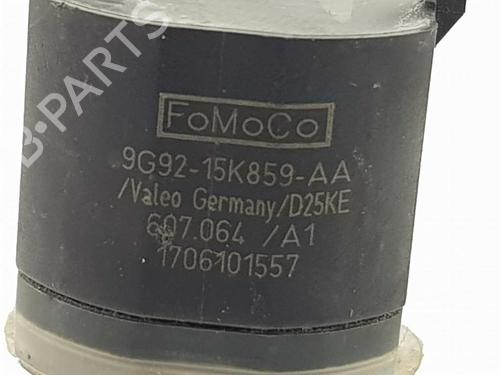 FoMoCo
9G92-15K859-AA
/Valeo Germany/D25KE
607.064 /A1
1706101557
B-PARTS